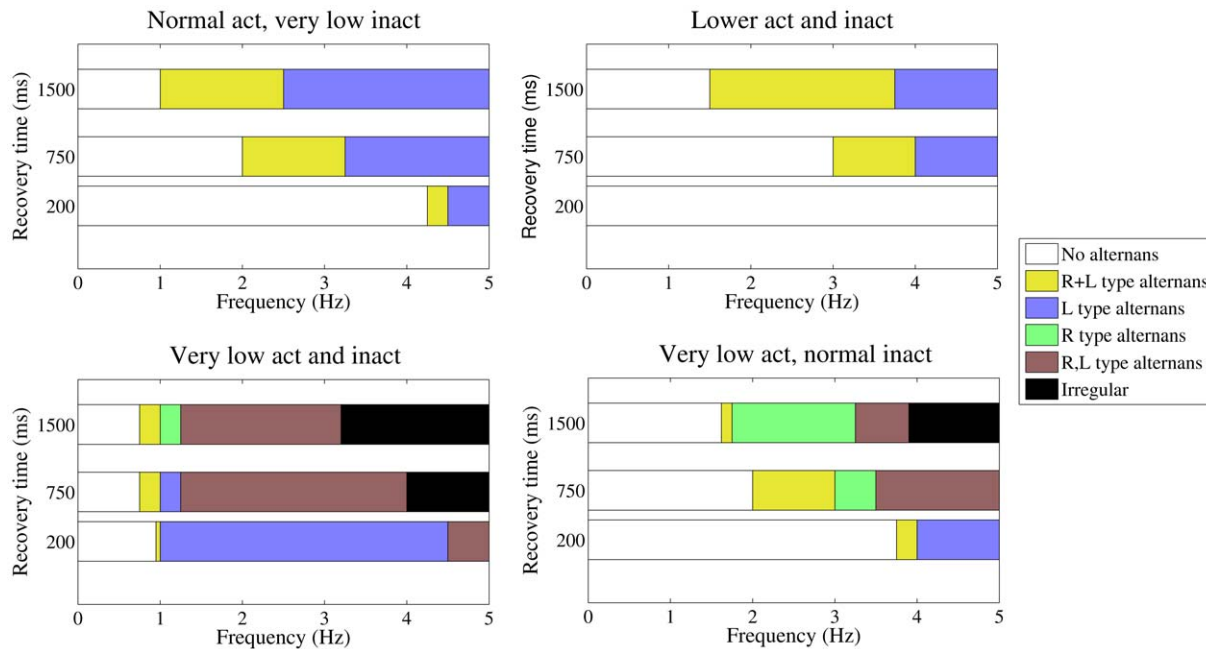 Normal act, very low inact
Recovery time (ms)
1500
750
200
0 1 2 3 4 5
Frequency (Hz)
Lower act and inact
Recovery time (ms)
1500
750
200
0 1 2 3 4 5
Frequency (Hz)
No alternans
R+L type alternans
L type alternans
R type alternans
R,L type alternans
Irregular
Very low act and inact
Recovery time (ms)
1500
750
200
0 1 2 3 4 5
Frequency (Hz)
Very low act, normal inact
Recovery time (ms)
1500
750
200
0 1 2 3 4 5
Frequency (Hz)